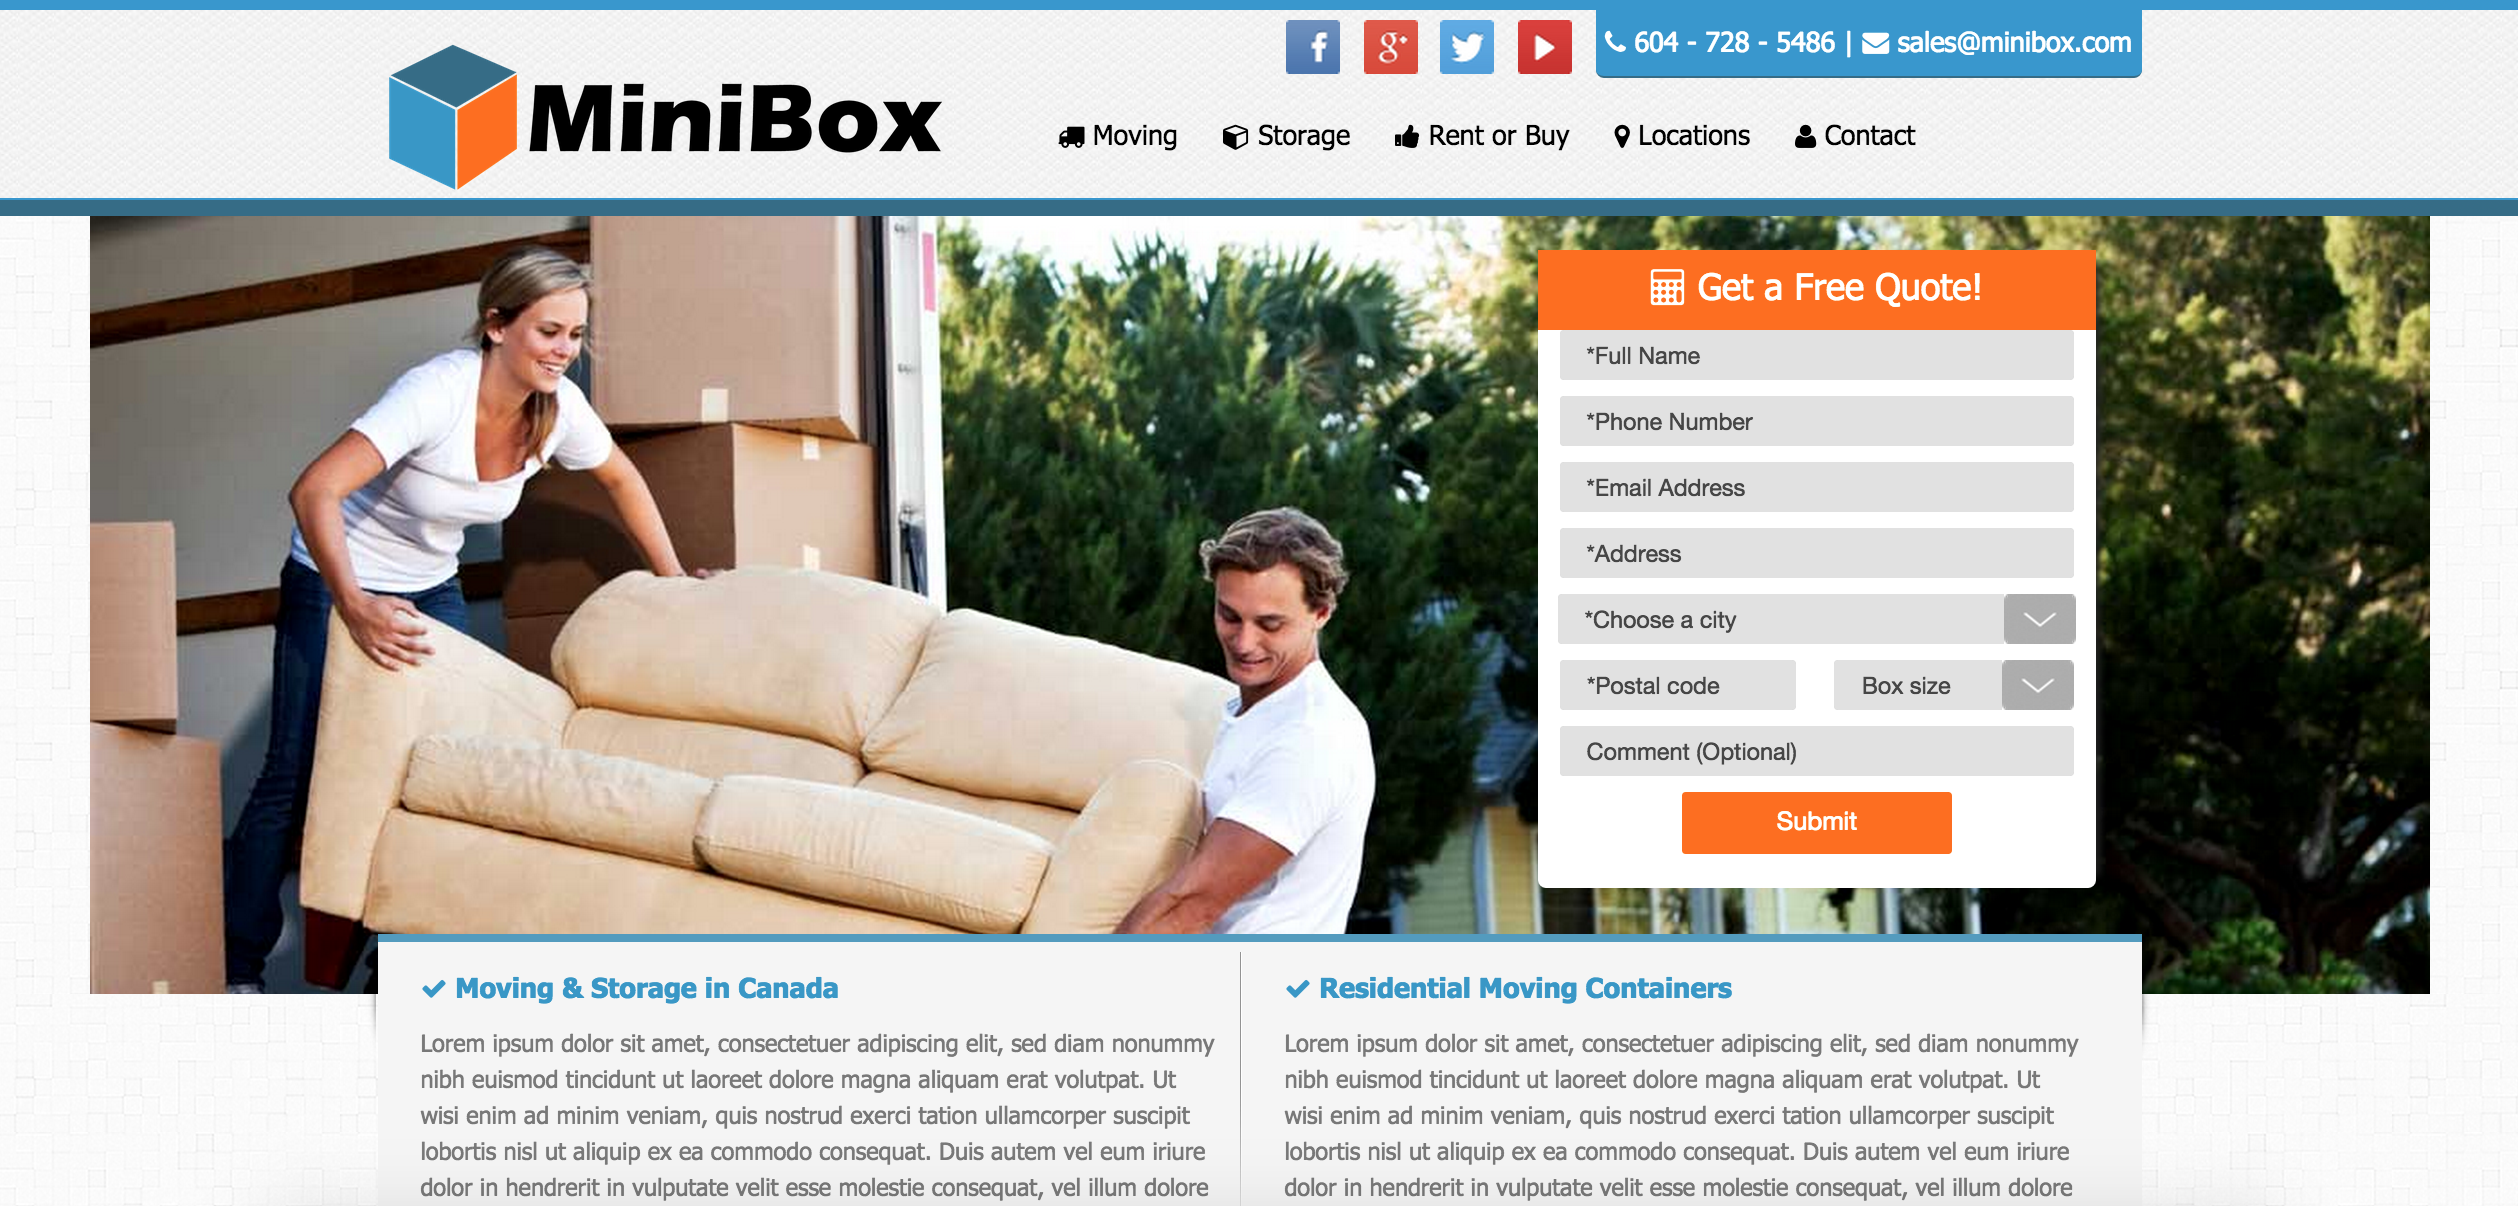 604 - 728 - 5486 | sales@minibox.com
MiniBox
Moving
Storage
Rent or Buy
Locations
Contact
Get a Free Quote!
*Full Name
*Phone Number
*Email Address
*Address
*Choose a city
*Postal code
Box size
Comment (Optional)
Submit
Moving & Storage in Canada
Lorem ipsum dolor sit amet, consectetuer adipiscing elit, sed diam nonummy
nibh euismod tincidunt ut laoreet dolore magna aliquam erat volutpat. Ut
wisi enim ad minim veniam, quis nostrud exerci tation ullamcorper suscipit
lobortis nisl ut aliquip ex ea commodo consequat. Duis autem vel eum iriure
dolor in hendrerit in vulputate velit esse molestie consequat, vel illum dolore
Residential Moving Containers
Lorem ipsum dolor sit amet, consectetuer adipiscing elit, sed diam nonummy
nibh euismod tincidunt ut laoreet dolore magna aliquam erat volutpat. Ut
wisi enim ad minim veniam, quis nostrud exerci tation ullamcorper suscipit
lobortis nisl ut aliquip ex ea commodo consequat. Duis autem vel eum iriure
dolor in hendrerit in vulputate velit esse molestie consequat, vel illum dolore